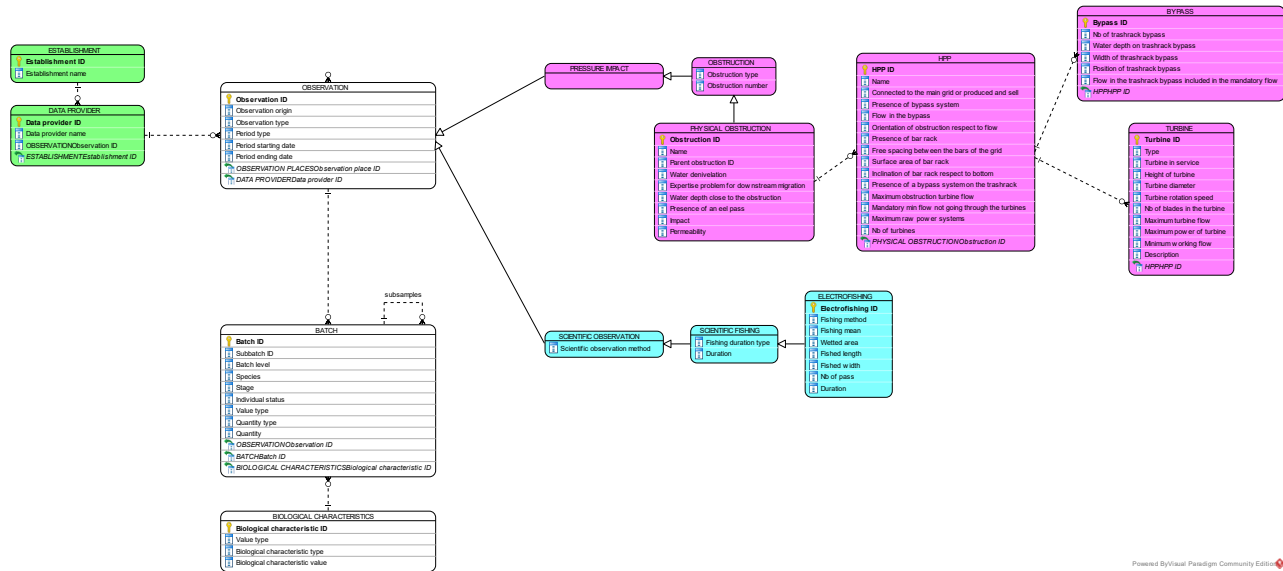 ESTABLISHMENT
Establishment ID
Establishment name
DATA PROVIDER
Data provider ID
Data provider name
OBSERVATIONObservation ID
ESTABLISHMENTEstablishment ID
OBSERVATION
Observation ID
Observation origin
Observation type
Period type
Period starting date
Period ending date
OBSERVATION PLACESObservation place ID
DATA PROVIDERData provider ID
subsamples
BATCH
Batch ID
Subbatch ID
Batch level
Species
Stage
Individual status
Value type
Quantity type
Quantity
OBSERVATIONObservation ID
BATCHBatch ID
BIOLOGICAL CHARACTERISTICSBiological characteristic ID
BIOLOGICAL CHARACTERISTICS
Biological characteristic ID
Value type
Biological characteristic type
Biological characteristic value
PRESSURE IMPACT
OBSTRUCTION
Obstruction type
Obstruction number
PHYSICAL OBSTRUCTION
Obstruction ID
Name
Parent obstruction ID
Water denivelation
Expertise problem for downstream migration
Water depth close to the obstruction
Presence of an eel pass
Impact
Permeability
SCIENTIFIC OBSERVATION
Scientific observation method
SCIENTIFIC FISHING
Fishing duration type
Duration
ELECTROFISHING
Electrofishing ID
Fishing method
Fishing mean
Wetted area
Fished length
Fished width
Nb of pass
Duration
HPP
HPP ID
Name
Connected to the main grid or produced and sell
Presence of bypass system
Flow in the bypass
Orientation of obstruction respect to flow
Presence of bar rack
Free spacing between the bars of the grid
Surface area of bar rack
Inclination of bar rack respect to bottom
Presence of a bypass system on the trashrack
Maximum obstruction turbine flow
Mandatory min flow not going through the turbines
Maximum raw power systems
Nb of turbines
PHYSICAL OBSTRUCTIONObstruction ID
BYPASS
Bypass ID
Nb of trashrack bypass
Water depth on trashrack bypass
Width of thrashrack bypass
Position of trashrack bypass
Flow in the trashrack bypass included in the mandatory flow
HPPHPP ID
TURBINE
Turbine ID
Type
Turbine in service
Height of turbine
Turbine diameter
Turbine rotation speed
Nb of blades in the turbine
Maximum turbine flow
Maximum power of turbine
Minimum working flow
Description
HPPHPP ID
Powered ByVisual Paradigm Community Edition